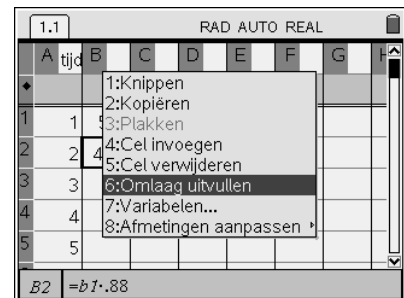 1.1 RAD AUTO REAL
A tijd B C D E F G H
1:Knippen
2:Kopiëren
3:Plakken
4:Cel invoegen
5:Cel verwijderen
6:Omlaag uitvullen
7:Variabelen...
8:Afmetingen aanpassen
1 1 5
2 2 4
3 3
4 4
5 5
B2 =b1·.88